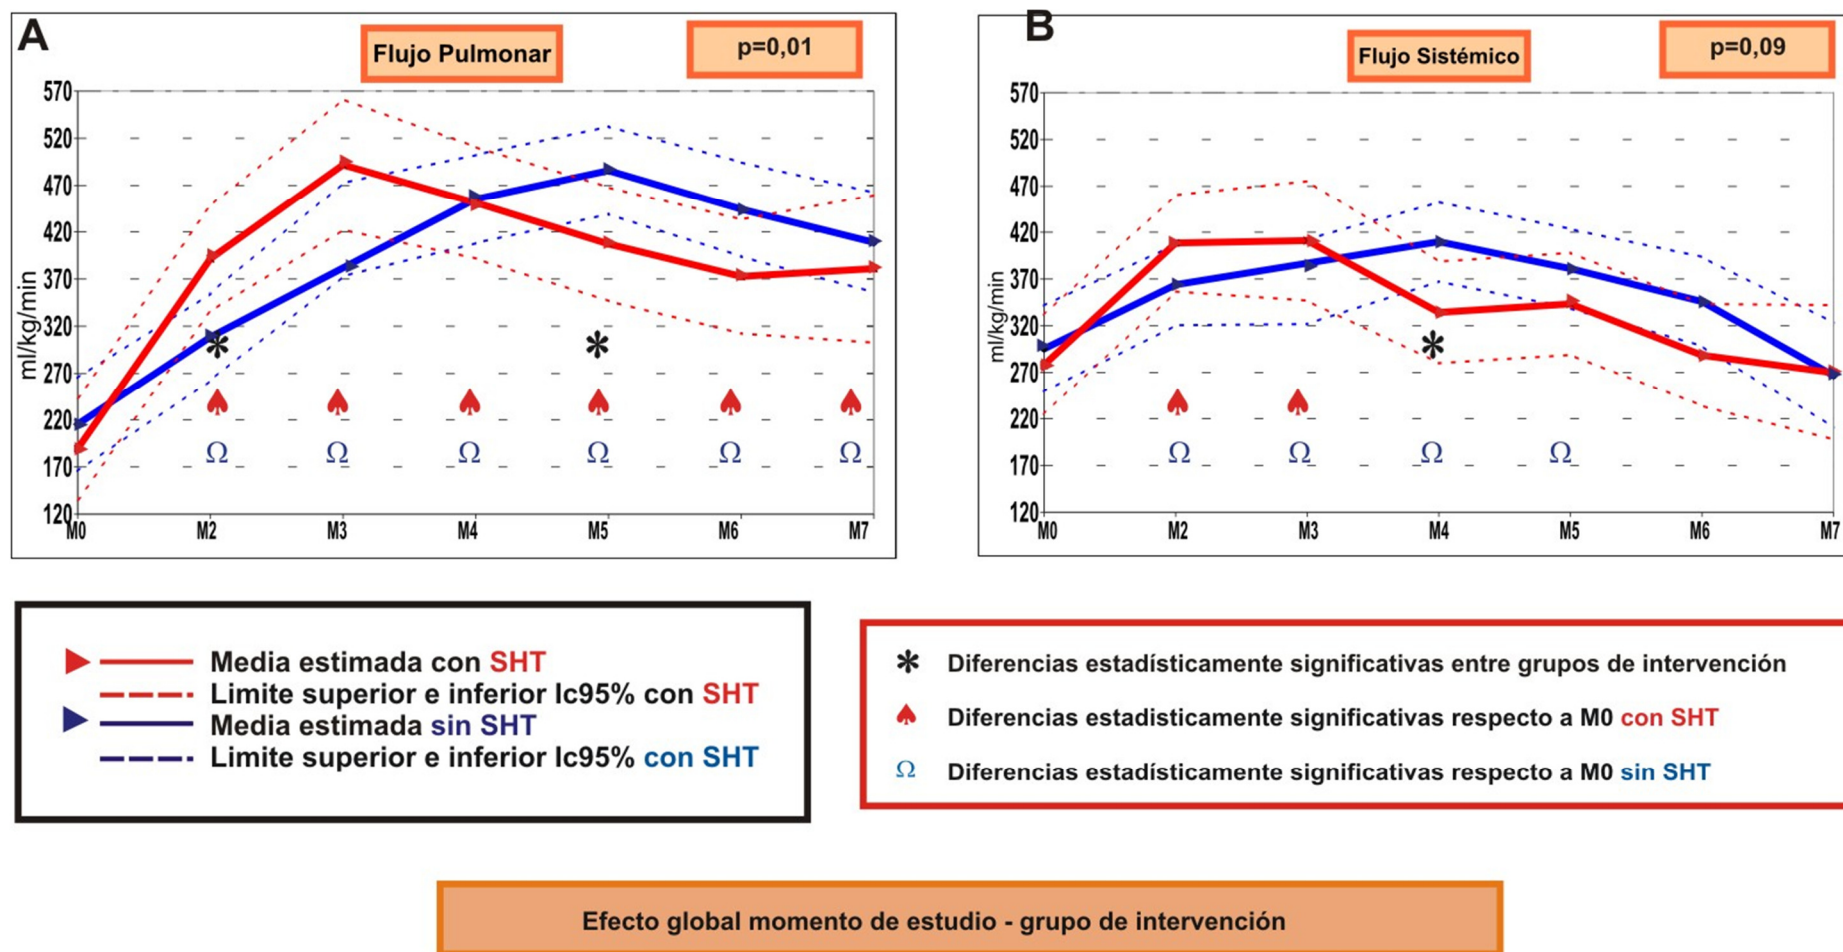 A
Flujo Pulmonar
p=0,01
570
520
470
420
370
320
270
220
170
120
ml/kg/min
* *
♠ ♠ ♠ ♠ ♠ ♠
Ω Ω Ω Ω Ω Ω
M0 M2 M3 M4 M5 M6 M7
B
Flujo Sistémico
p=0,09
570
520
470
420
370
320
270
220
170
120
ml/kg/min
*
♠ ♠
Ω Ω Ω Ω
M0 M2 M3 M4 M5 M6 M7
Media estimada con SHT
Limite superior e inferior Ic95% con SHT
Media estimada sin SHT
Limite superior e inferior Ic95% con SHT
* Diferencias estadísticamente significativas entre grupos de intervención
♠ Diferencias estadisticamente significativas respecto a M0 con SHT
Ω Diferencias estadísticamente significativas respecto a M0 sin SHT
Efecto global momento de estudio - grupo de intervención